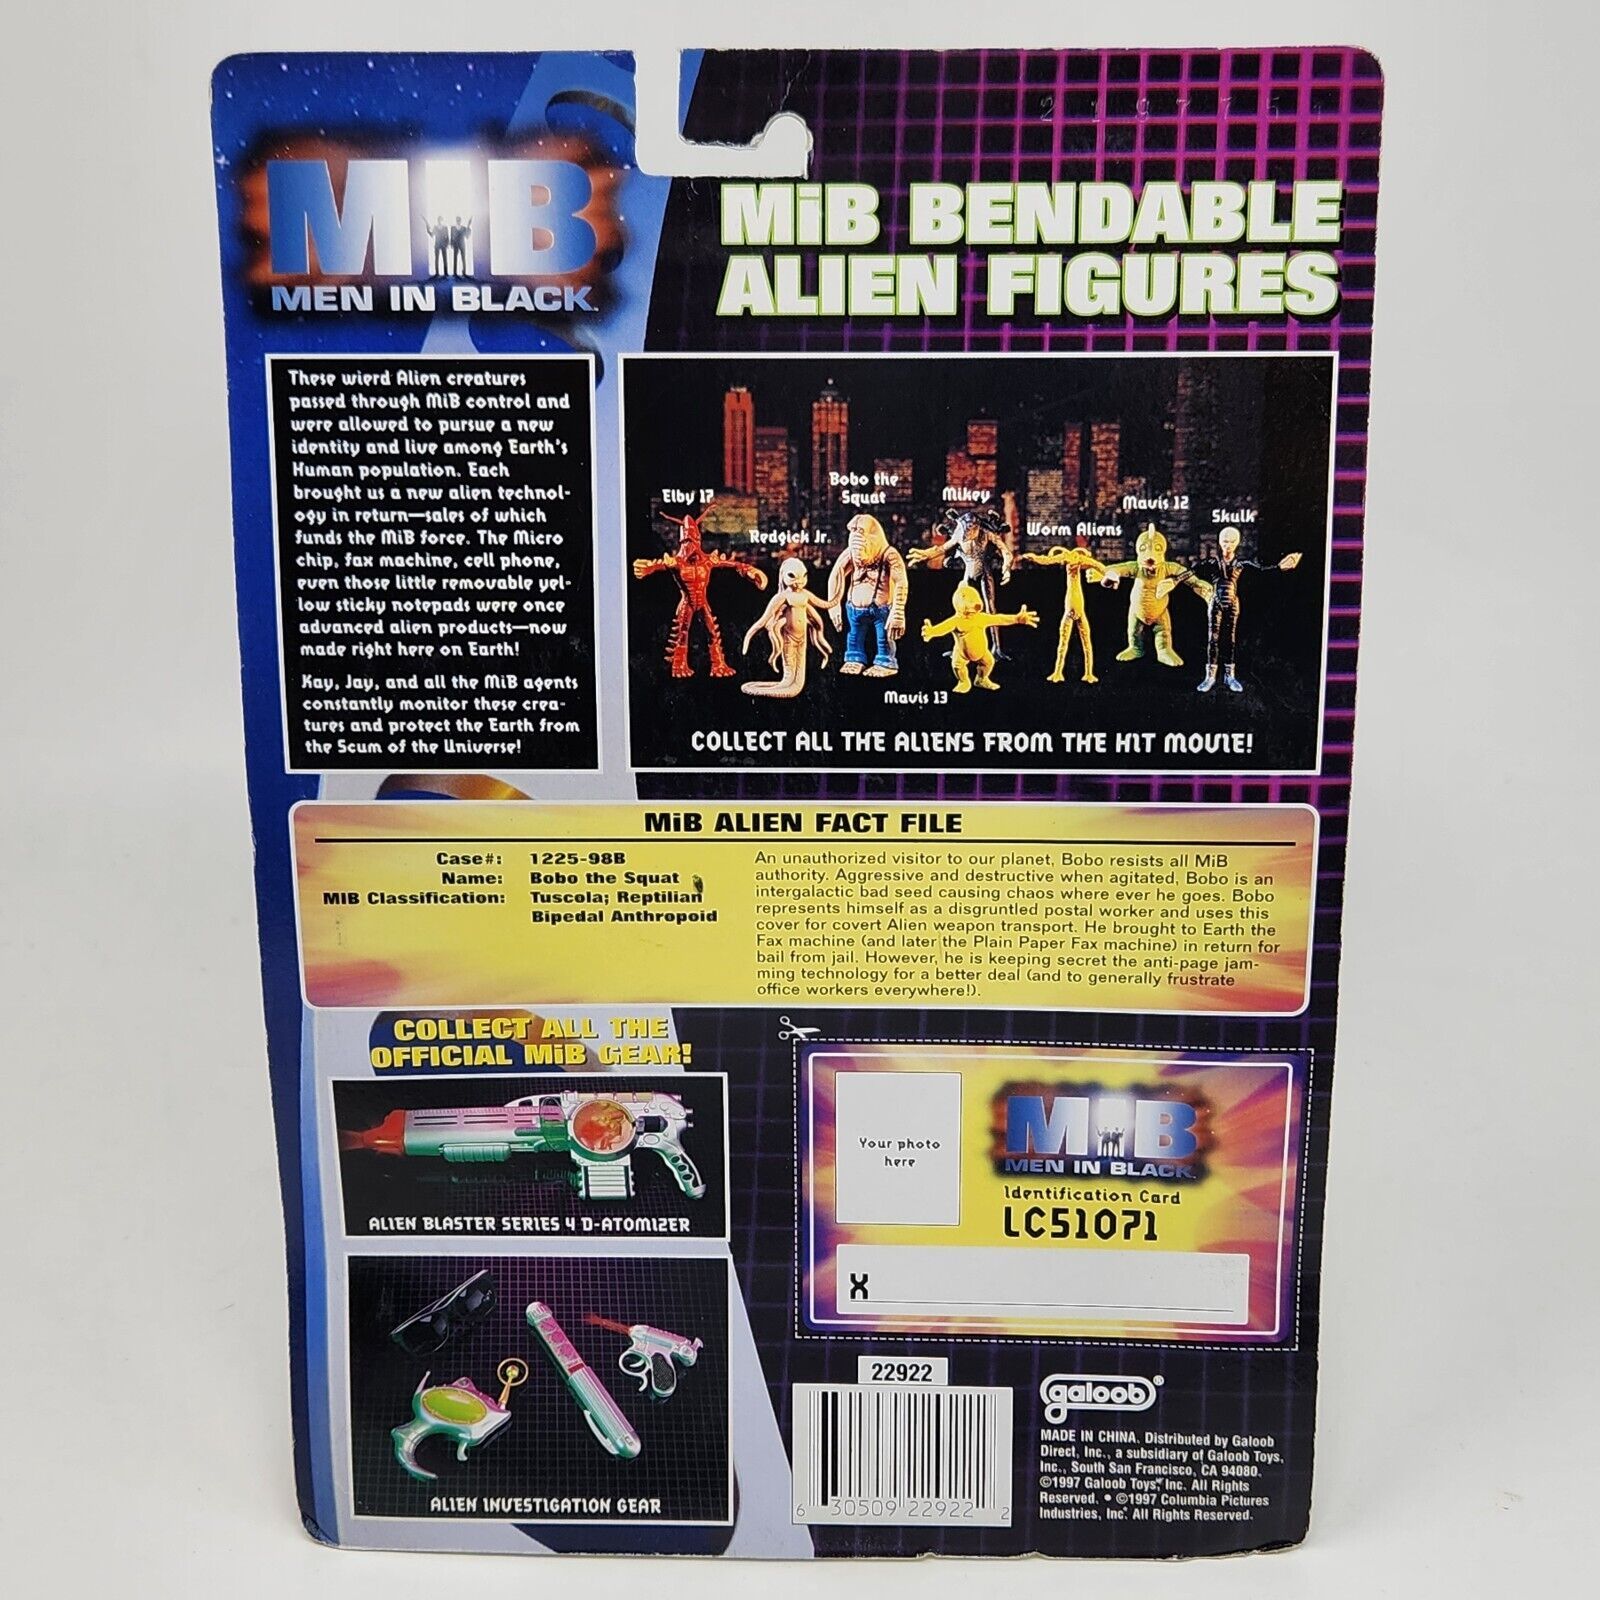 MiB
MEN IN BLACK™
MiB BENDABLE
ALIEN FIGURES
These wierd Alien creatures
passed through MiB control and
were allowed to pursue a new
identity and live among Earth's
Human population. Each
brought us a new alien technol-
ogy in return—sales of which
funds the MiB force. The Micro
chip, fax machine, cell phone,
even those little removable yel-
low sticky notepads were once
advanced alien products—now
made right here on Earth!
Kay, Jay, and all the MiB agents
constantly monitor these crea-
tures and protect the Earth from
the Scum of the Universe!
Elby 17
Redgick Jr.
Bobo the
Squat
Mikey
Worm Aliens
Mavis 12
Skulk
Mavis 13
COLLECT ALL THE ALIENS FROM THE HIT MOVIE!
MiB ALIEN FACT FILE
Case#: 1225-98B
Name: Bobo the Squat
MIB Classification: Tuscola; Reptilian
Bipedal Anthropoid
An unauthorized visitor to our planet, Bobo resists all MiB
authority. Aggressive and destructive when agitated, Bobo is an
intergalactic bad seed causing chaos where ever he goes. Bobo
represents himself as a disgruntled postal worker and uses this
cover for covert Alien weapon transport. He brought to Earth the
Fax machine (and later the Plain Paper Fax machine) in return for
bail from jail. However, he is keeping secret the anti-page jam-
ming technology for a better deal (and to generally frustrate
office workers everywhere!).
COLLECT ALL THE
OFFICIAL MiB GEAR!
ALIEN BLASTER SERIES 4 D-ATOMIZER
ALIEN INVESTIGATION GEAR
Your photo
here
MiB
MEN IN BLACK™
Identification Card
LC51071
X
22922
6 30509 22922 2
galoob®
MADE IN CHINA. Distributed by Galoob
Direct, Inc., a subsidiary of Galoob Toys,
Inc., South San Francisco, CA 94080.
©1997 Galoob Toys, Inc. All Rights
Reserved. • ©1997 Columbia Pictures
Industries, Inc. All Rights Reserved.